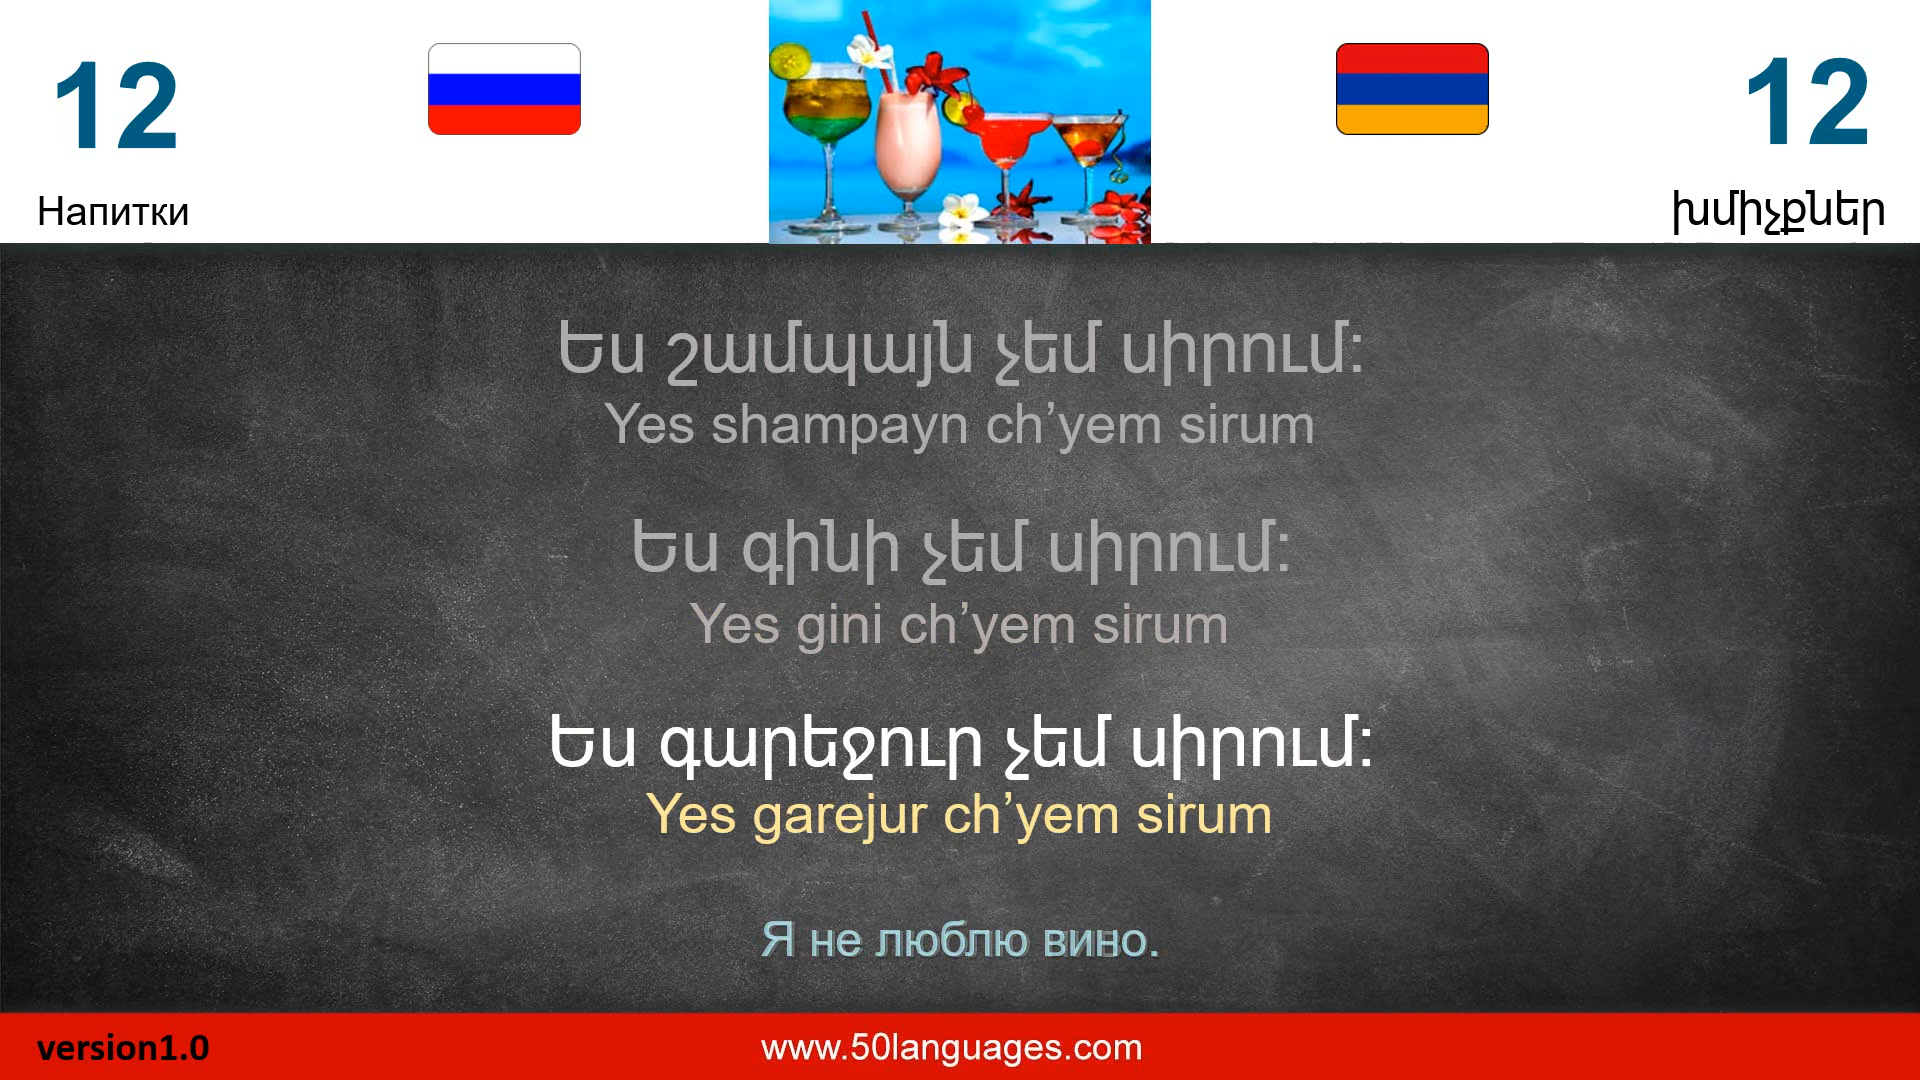 12
12
Напитки
խմիչքներ
Ես շամպայն չեմ սիրում:
Yes shampayn ch’yem sirum
Ես գինի չեմ սիրում:
Yes gini ch’yem sirum
Ես գարեջուր չեմ սիրում:
Yes garejur ch’yem sirum
Я не люблю вино.
version1.0
www.50languages.com